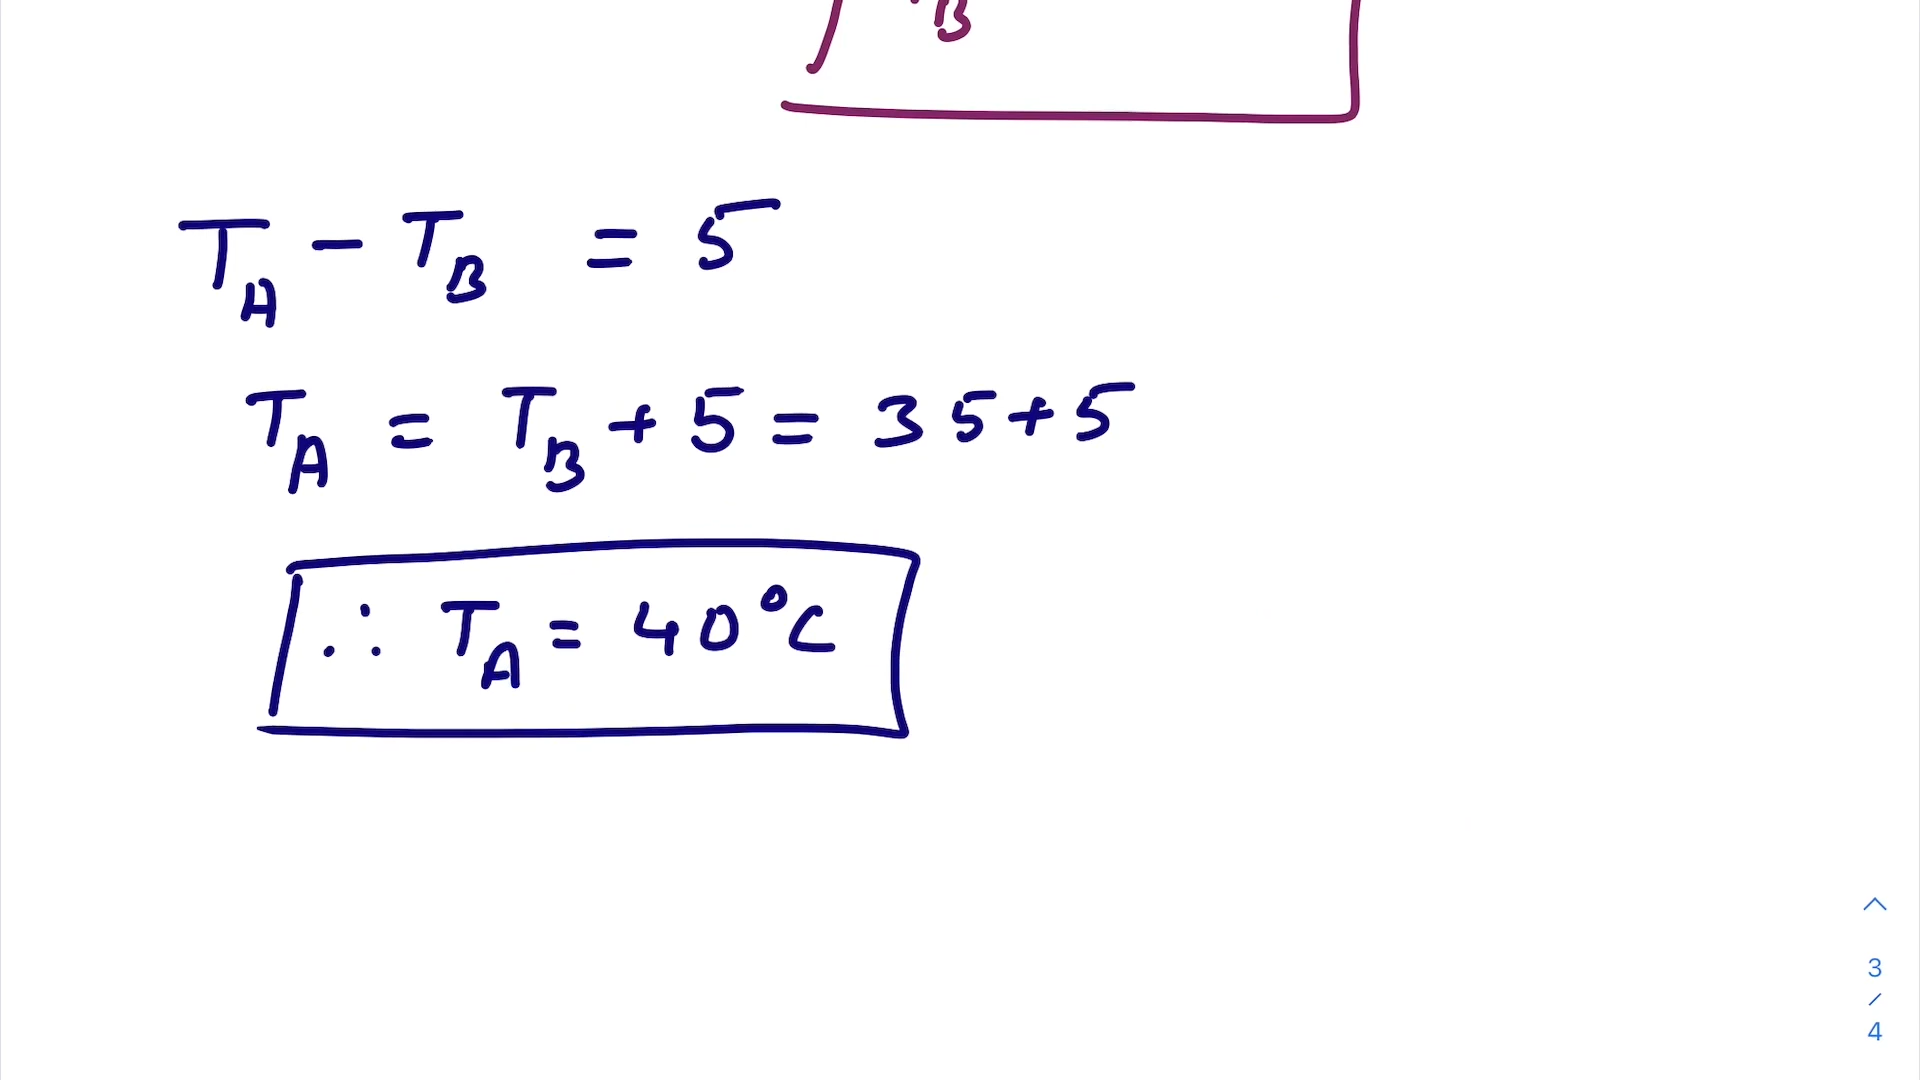 T_B
T_A - T_B = 5
T_A = T_B + 5 = 35 + 5
∴ T_A = 40°C
3
/
4